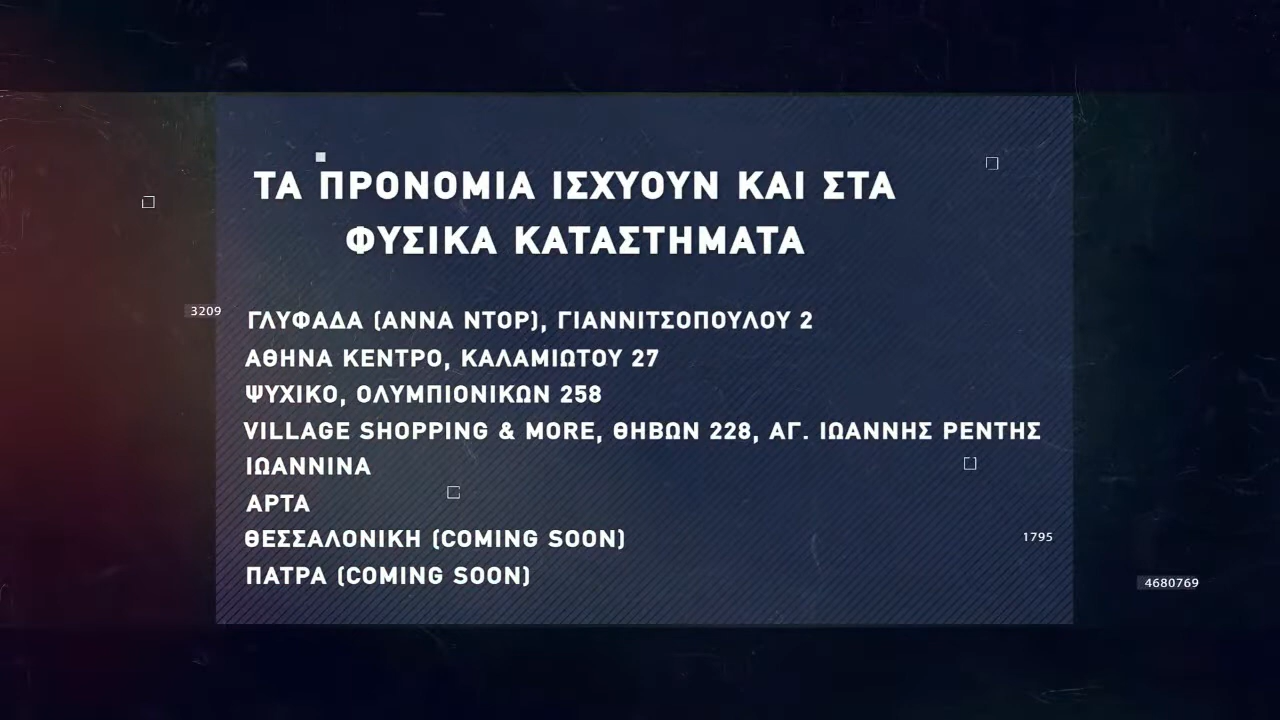 ΤΑ ΠΡΟΝΟΜΙΑ ΙΣΧΥΟΥΝ ΚΑΙ ΣΤΑ
ΦΥΣΙΚΑ ΚΑΤΑΣΤΗΜΑΤΑ
3209
ΓΛΥΦΑΔΑ (ΑΝΝΑ ΝΤΟΡ), ΓΙΑΝΝΙΤΣΟΠΟΥΛΟΥ 2
ΑΘΗΝΑ ΚΕΝΤΡΟ, ΚΑΛΑΜΙΩΤΟΥ 27
ΨΥΧΙΚΟ, ΟΛΥΜΠΙΟΝΙΚΩΝ 258
VILLAGE SHOPPING & MORE, ΘΗΒΩΝ 228, ΑΓ. ΙΩΑΝΝΗΣ ΡΕΝΤΗΣ
ΙΩΑΝΝΙΝΑ
ΑΡΤΑ
ΘΕΣΣΑΛΟΝΙΚΗ (COMING SOON)
1795
ΠΑΤΡΑ (COMING SOON)
4680769